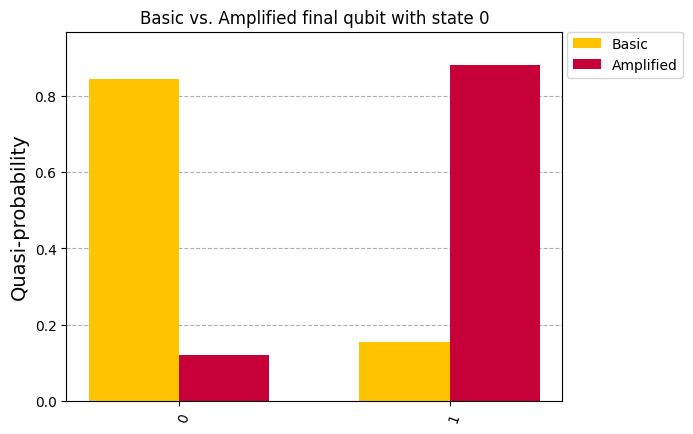 Basic vs. Amplified final qubit with state 0
Basic
Amplified
Quasi-probability
0.8
0.6
0.4
0.2
0.0
0
1